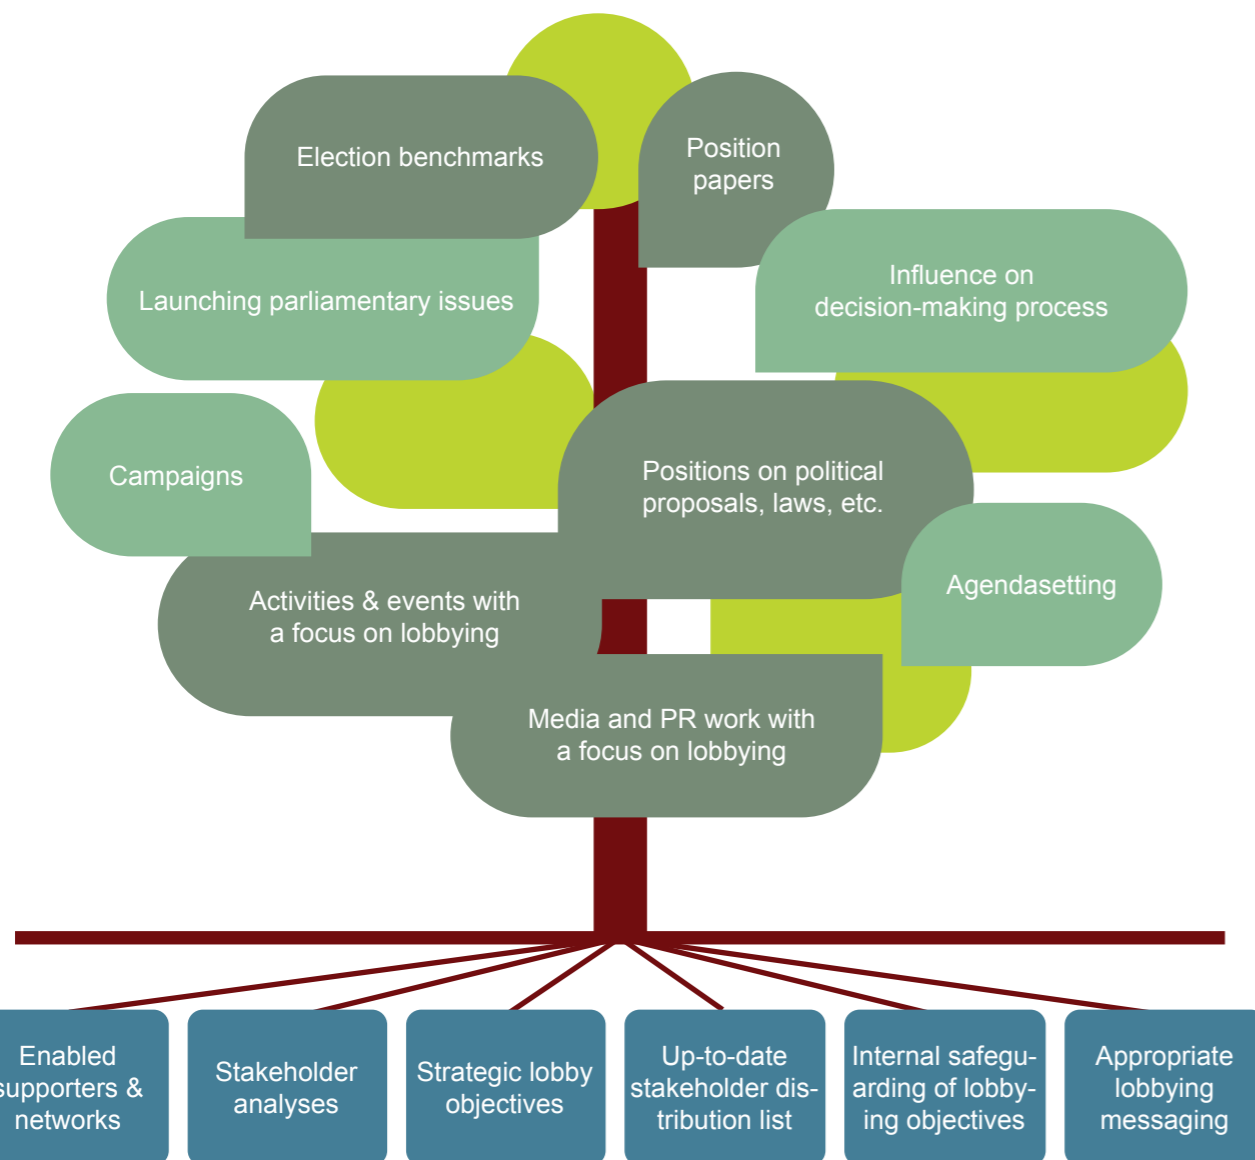 Election benchmarks
Position
papers
Launching parliamentary issues
Influence on
decision-making process
Campaigns
Positions on political
proposals, laws, etc.
Activities & events with
a focus on lobbying
Agendasetting
Media and PR work with
a focus on lobbying
Enabled
supporters &
networks
Stakeholder
analyses
Strategic lobby
objectives
Up-to-date
stakeholder dis-
tribution list
Internal safegu-
arding of lobby-
ing objectives
Appropriate
lobbying
messaging